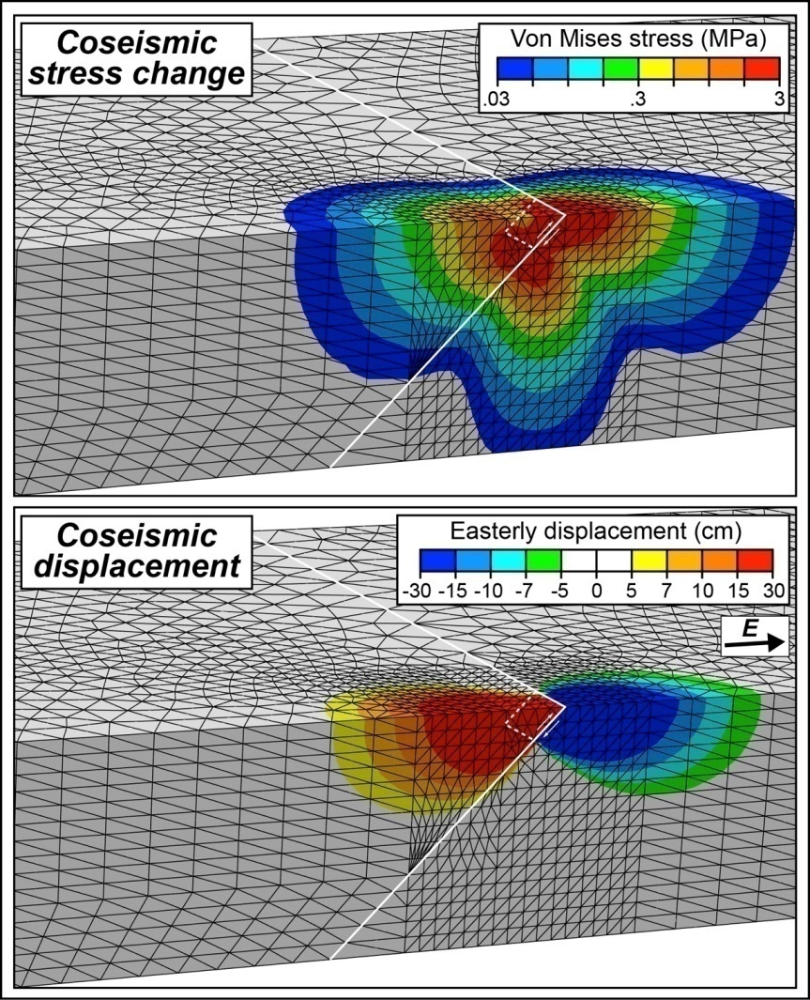 Coseismic
stress change
Von Mises stress (MPa)
.03 .3 3
Coseismic
displacement
Easterly displacement (cm)
-30 -15 -10 -7 -5 0 5 7 10 15 30
E